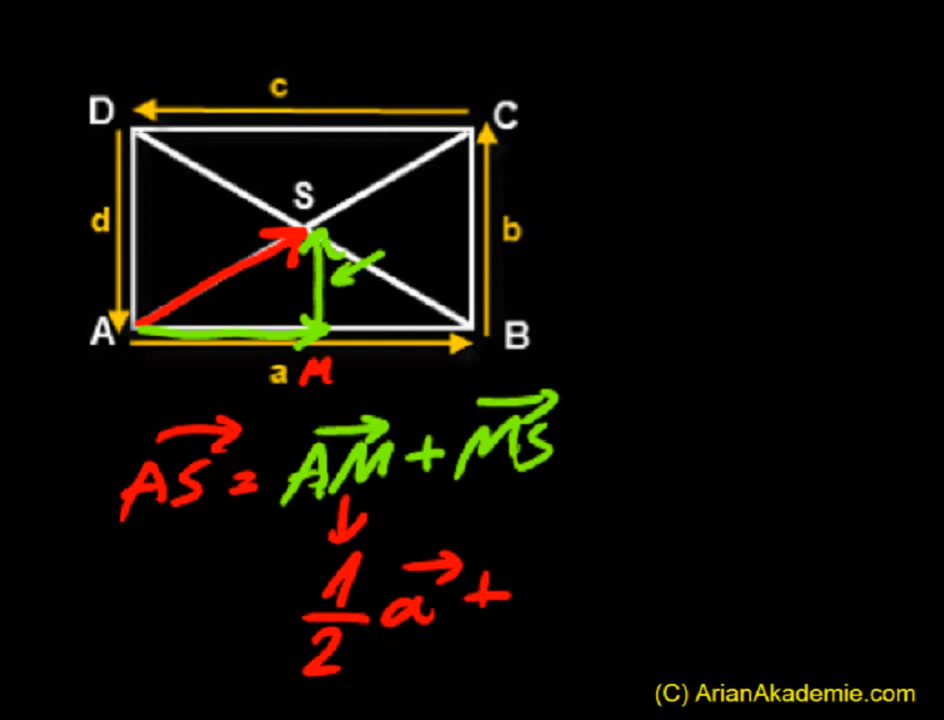 c
D C
S
d b
A B
a M
AS = AM + MS
1/2 a +
(C) ArianAkademie.com